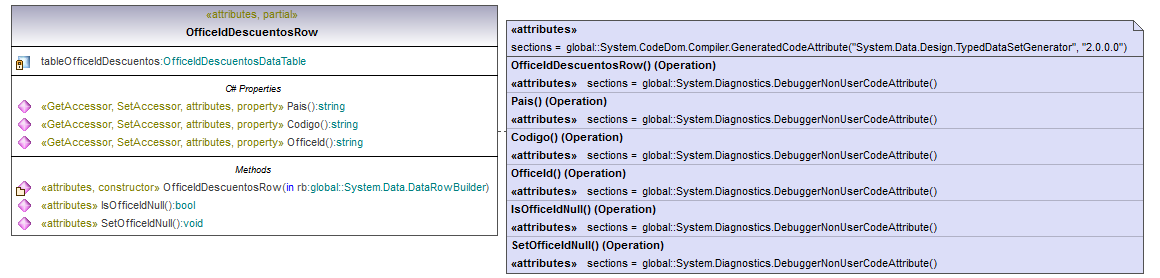 «attributes, partial»
OfficeIdDescuentosRow
tableOfficeIdDescuentos:OfficeIdDescuentosDataTable
C# Properties
«GetAccessor, SetAccessor, attributes, property» Pais():string
«GetAccessor, SetAccessor, attributes, property» Codigo():string
«GetAccessor, SetAccessor, attributes, property» OfficeId():string
Methods
«attributes, constructor» OfficeIdDescuentosRow(in rb:global::System.Data.DataRowBuilder)
«attributes» IsOfficeIdNull():bool
«attributes» SetOfficeIdNull():void
«attributes»
sections = global::System.CodeDom.Compiler.GeneratedCodeAttribute("System.Data.Design.TypedDataSetGenerator", "2.0.0.0")
OfficeIdDescuentosRow() (Operation)
«attributes» sections = global::System.Diagnostics.DebuggerNonUserCodeAttribute()
Pais() (Operation)
«attributes» sections = global::System.Diagnostics.DebuggerNonUserCodeAttribute()
Codigo() (Operation)
«attributes» sections = global::System.Diagnostics.DebuggerNonUserCodeAttribute()
OfficeId() (Operation)
«attributes» sections = global::System.Diagnostics.DebuggerNonUserCodeAttribute()
IsOfficeIdNull() (Operation)
«attributes» sections = global::System.Diagnostics.DebuggerNonUserCodeAttribute()
SetOfficeIdNull() (Operation)
«attributes» sections = global::System.Diagnostics.DebuggerNonUserCodeAttribute()